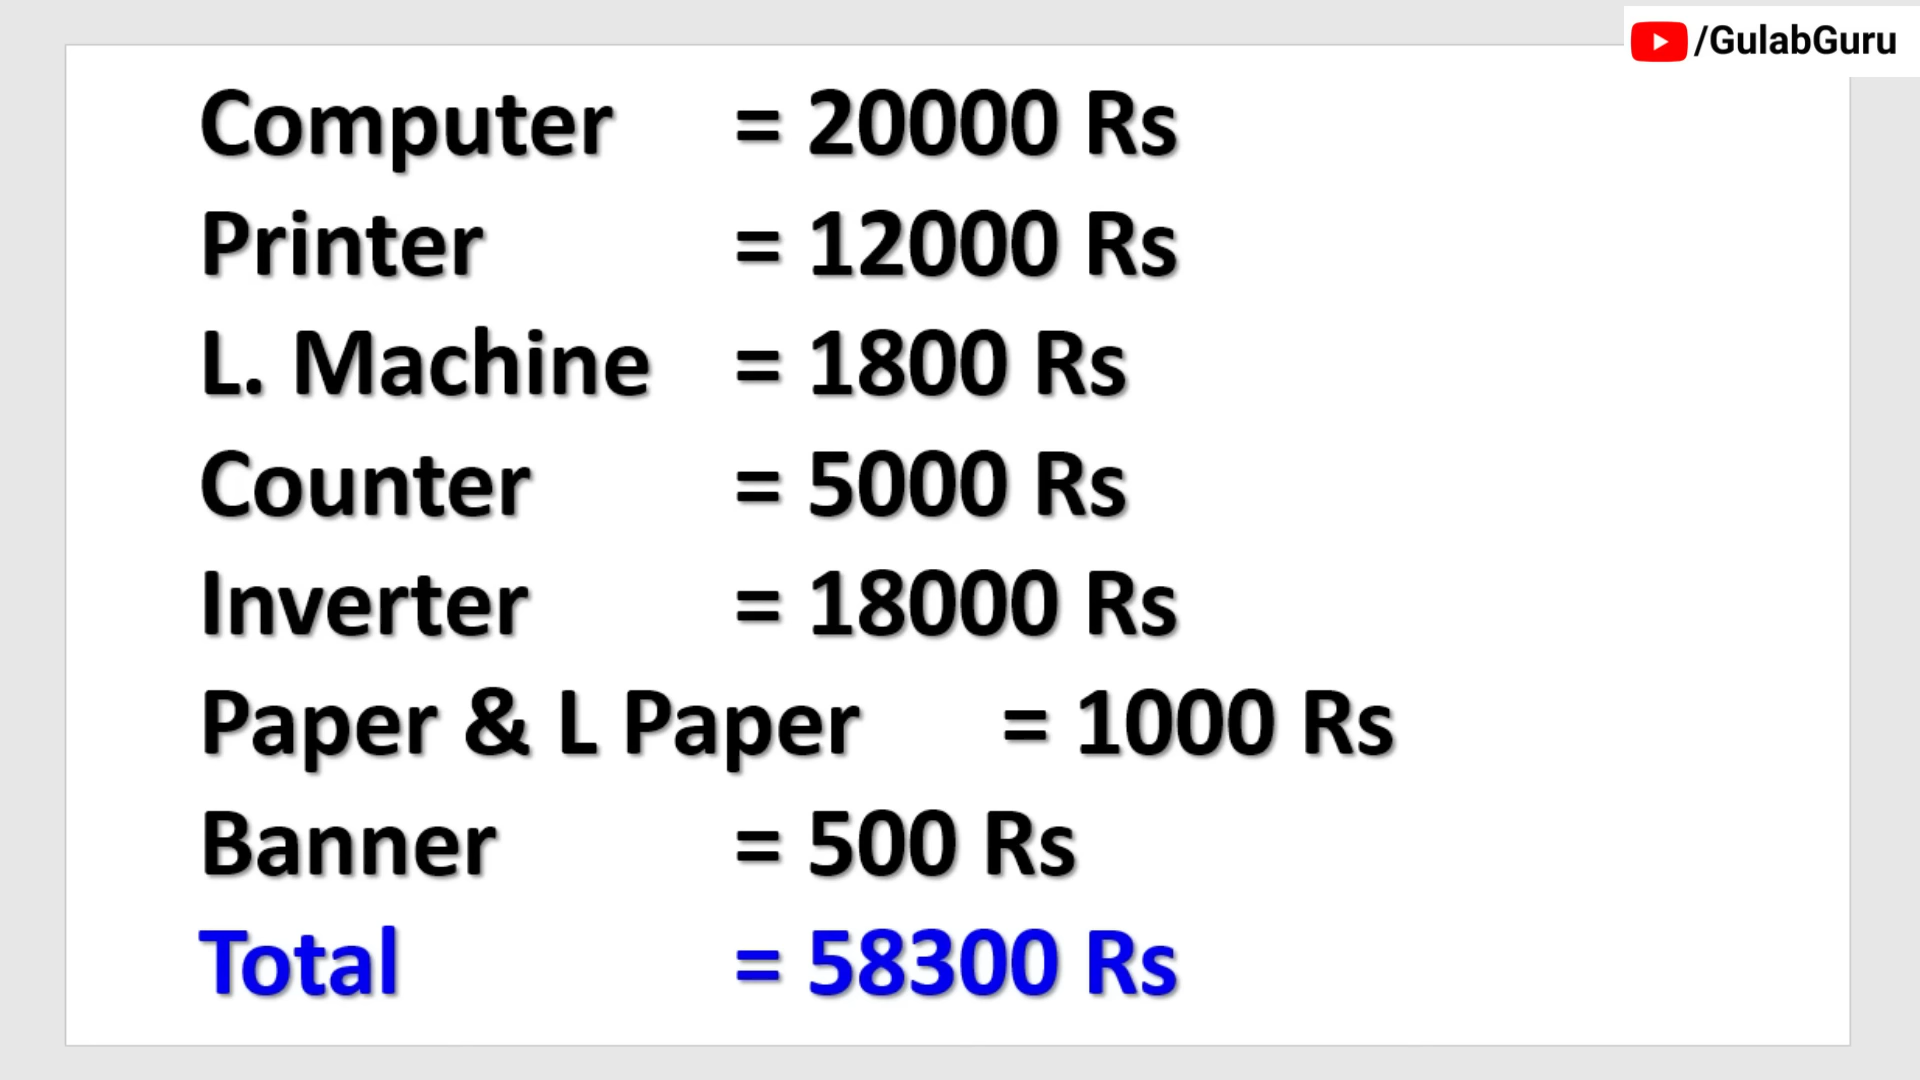 /GulabGuru
Computer = 20000 Rs
Printer = 12000 Rs
L. Machine = 1800 Rs
Counter = 5000 Rs
Inverter = 18000 Rs
Paper & L Paper = 1000 Rs
Banner = 500 Rs
Total = 58300 Rs